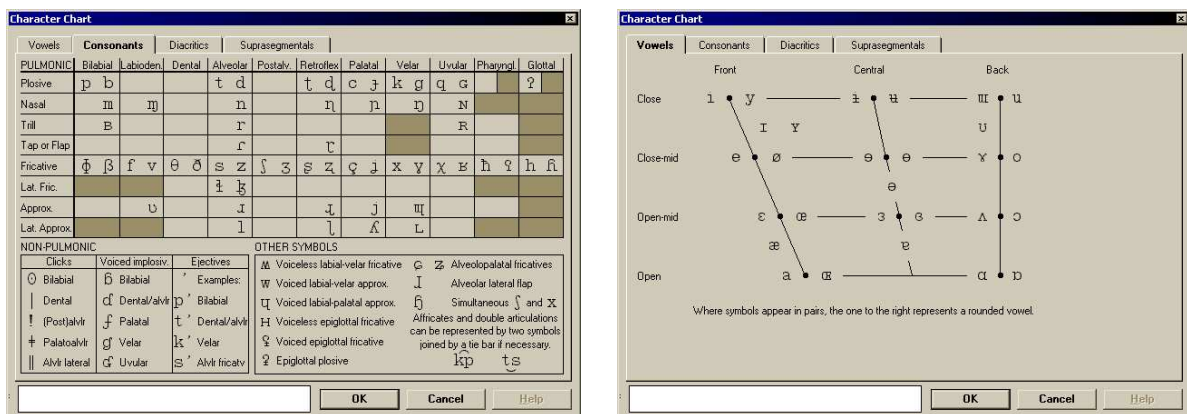 Character Chart
Vowels Consonants Diacritics Suprasegmentals
PULMONIC Bilabial Labioden. Dental Alveolar Postalv. Retroflex Palatal Velar Uvular Pharyngl. Glottal
Plosive p b t d ʈ ɖ c ɟ k g q ɢ ʔ
Nasal m ɱ n ɳ ɲ ŋ ɴ
Trill ʙ r ʀ
Tap or Flap ɾ ɽ
Fricative ɸ β f v θ ð s z ʃ ʒ ʂ ʐ ç ʝ x ɣ χ ʁ ħ ʕ h ɦ
Lat. Fric. ɬ ɮ
Approx. ʋ ɹ ɻ j ɰ
Lat. Approx. l ɭ ʎ ʟ
NON-PULMONIC
Clicks Voiced implosiv. Ejectives
ʘ Bilabial ɓ Bilabial ʼ Examples:
ǀ Dental ɗ Dental/alvlr pʼ Bilabial
ǃ (Post)alvlr ʄ Palatal tʼ Dental/alvlr
ǂ Palatoalvlr ɠ Velar kʼ Velar
ǁ Alvlr lateral ʛ Uvular sʼ Alvlr fricatv
OTHER SYMBOLS
ʍ Voiceless labial-velar fricative
w Voiced labial-velar approx.
ɥ Voiced labial-palatal approx.
ʜ Voiceless epiglottal fricative
ʢ Voiced epiglottal fricative
ʡ Epiglottal plosive
ɕ ʑ Alveolopalatal fricatives
ɺ Alveolar lateral flap
ɧ Simultaneous ʃ and x
Affricates and double articulations
can be represented by two symbols
joined by a tie bar if necessary.
k͡p t͜s
OK Cancel Help
Character Chart
Vowels Consonants Diacritics Suprasegmentals
Front Central Back
Close i y ɨ ʉ ɯ u
ɪ ʏ ʊ
Close-mid e ø ɘ ɵ ɤ o
ə
Open-mid ɛ œ ɜ ɞ ʌ ɔ
æ ɐ
Open a ɶ ɑ ɒ
Where symbols appear in pairs, the one to the right represents a rounded vowel.
OK Cancel Help